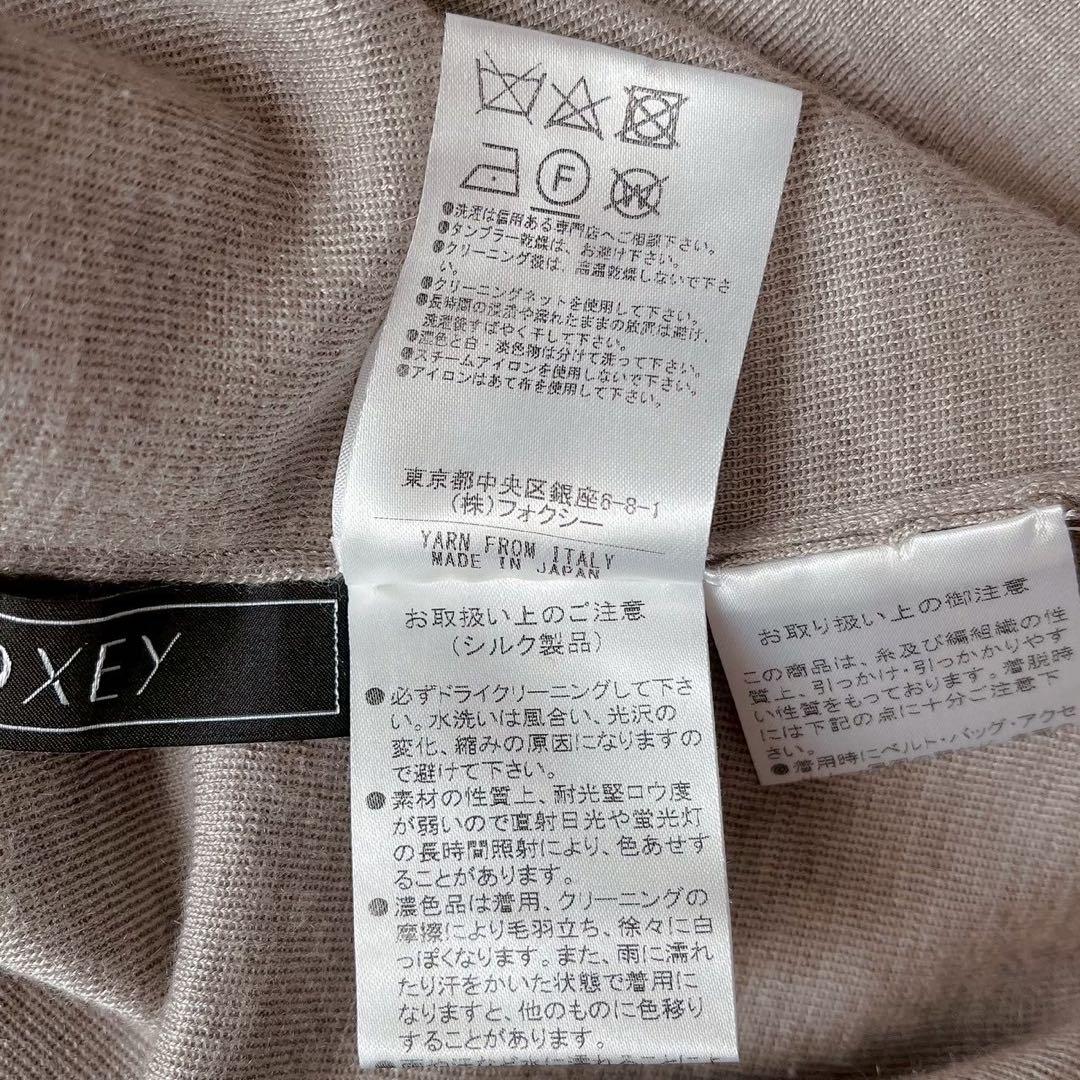 F
W
●洗濯は信用ある専門店へご相談下さい。
●タンブラー乾燥は、お避け下さい。
●クリーニング後は、高温乾燥しないで下さ
い。
●クリーニングネットを使用して下さい。
●長時間の浸漬や濡れたままの放置は避け、
洗濯後すばやく干して下さい。
●濃色と白・淡色物は分けて洗って下さい。
●スチームアイロンを使用しないで下さい。
●アイロンはあて布を使用して下さい。
東京都中央区銀座6-8-1
(株)フォクシー
YARN FROM ITALY
MADE IN JAPAN
OXEY
お取扱い上のご注意
(シルク製品)
●必ずドライクリーニングして下さ
い。水洗いは風合い、光沢の
変化、縮みの原因になりますの
で避けて下さい。
●素材の性質上、耐光堅ロウ度
が弱いので直射日光や蛍光灯
の長時間照射により、色あせす
ることがあります。
●濃色品は着用、クリーニングの
摩擦により毛羽立ち、徐々に白
っぽくなります。また、雨に濡れ
たり汗をかいた状態で着用に
なりますと、他のものに色移り
することがあります。
お取り扱い上の御注意
この商品は、糸及び編組織の性
質上、引っかけ・引っかかりやす
い性質をもっております。着脱時
には下記の点に十分ご注意下
さい。
●着用時にベルト・バッグ・アクセ